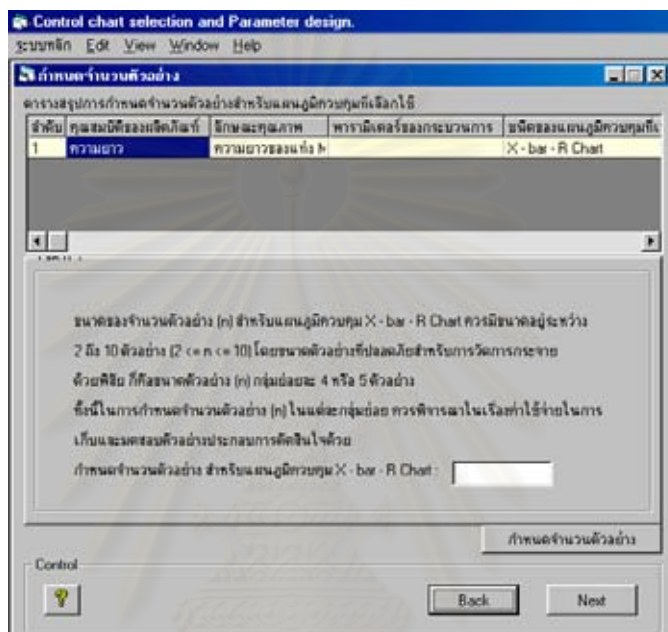 Control chart selection and Parameter design.
ระบบหลัก Edit View Window Help
กำหนดจำนวนตัวอย่าง
ตารางสรุปการกำหนดจำนวนตัวอย่างสำหรับแผนภูมิควบคุมที่เลือกใช้
ลำดับ คุณสมบัติของผลิตภัณฑ์ ลักษณะคุณภาพ พารามิเตอร์ของกระบวนการ ชนิดของแผนภูมิควบคุมที่เ
1 ความยาว ความยาวของแท่ง X - bar - R Chart
ขนาดของจำนวนตัวอย่าง (n) สำหรับแผนภูมิควบคุม X - bar - R Chart ควรมีขนาดอยู่ระหว่าง
2 ถึง 10 ตัวอย่าง (2 <= n <= 10) โดยขนาดตัวอย่างที่ปลอดภัยสำหรับการวัดการกระจาย
ด้วยพิสัย ก็คือขนาดตัวอย่าง (n) กลุ่มย่อยละ 4 หรือ 5 ตัวอย่าง
ทั้งนี้ในการกำหนดจำนวนตัวอย่าง (n) ในแต่ละกลุ่มย่อย ควรพิจารณาในเรื่องค่าใช้จ่ายในการ
เก็บและทดสอบตัวอย่างประกอบการตัดสินใจด้วย
กำหนดจำนวนตัวอย่าง สำหรับแผนภูมิควบคุม X - bar - R Chart :
กำหนดจำนวนตัวอย่าง
Control
? Back Next